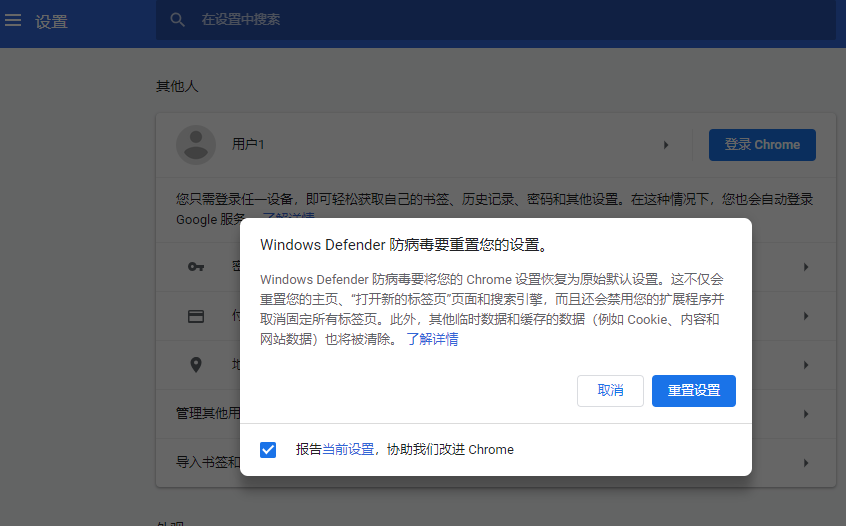 设置
在设置中搜索
其他人
用户1
登录 Chrome
您只需登录任一设备，即可轻松获取自己的书签、历史记录、密码和其他设置。在这种情况下，您也会自动登录
Google 服务。 了解详情
Windows Defender 防病毒要重置您的设置。
Windows Defender 防病毒要将您的 Chrome 设置恢复为原始默认设置。这不仅会
重置您的主页、“打开新的标签页”页面和搜索引擎，而且还会禁用您的扩展程序并
取消固定所有标签页。此外，其他临时数据和缓存的数据（例如 Cookie、内容和
网站数据）也将被清除。 了解详情
取消
重置设置
管理其他用
报告当前设置，协助我们改进 Chrome
导入书签和